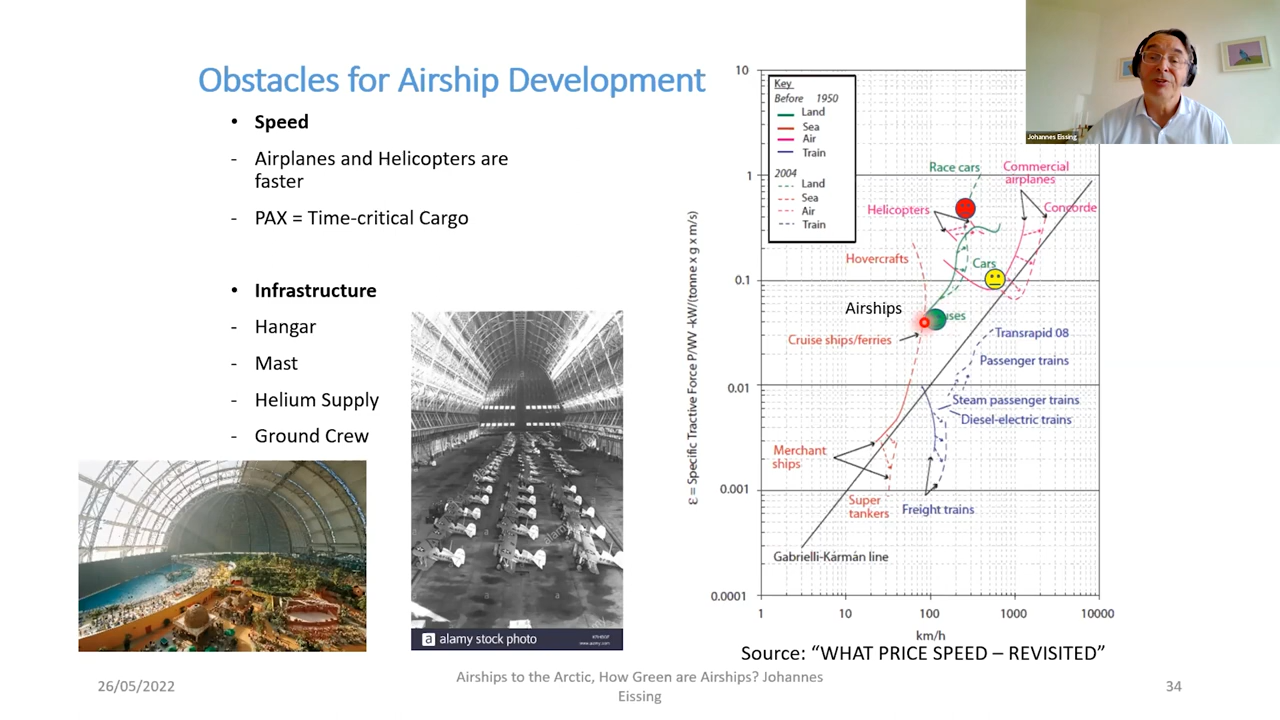 Obstacles for Airship Development
• Speed
- Airplanes and Helicopters are
faster
- PAX = Time-critical Cargo
• Infrastructure
- Hangar
- Mast
- Helium Supply
- Ground Crew
a alamy stock photo
www.alamy.com
10
1
0.1
0.01
0.001
0.0001
ε = Specific Tractive Force P/WV -kW/(tonne x g x m/s)
Key
Before 1950
Land
Sea
Air
Train
2004
Land
Sea
Air
Train
Race cars
Commercial
airplanes
Helicopters
Concorde
Hovercrafts
Cars
Airships
uses
Cruise ships/ferries
Transrapid 08
Passenger trains
Steam passenger trains
Diesel-electric trains
Merchant
ships
Super
tankers
Freight trains
Gabrielli-Kármán line
1 10 100 1000 10000
km/h
Source: “WHAT PRICE SPEED – REVISITED”
Johannes Eissing
26/05/2022
Airships to the Arctic, How Green are Airships? Johannes
Eissing
34